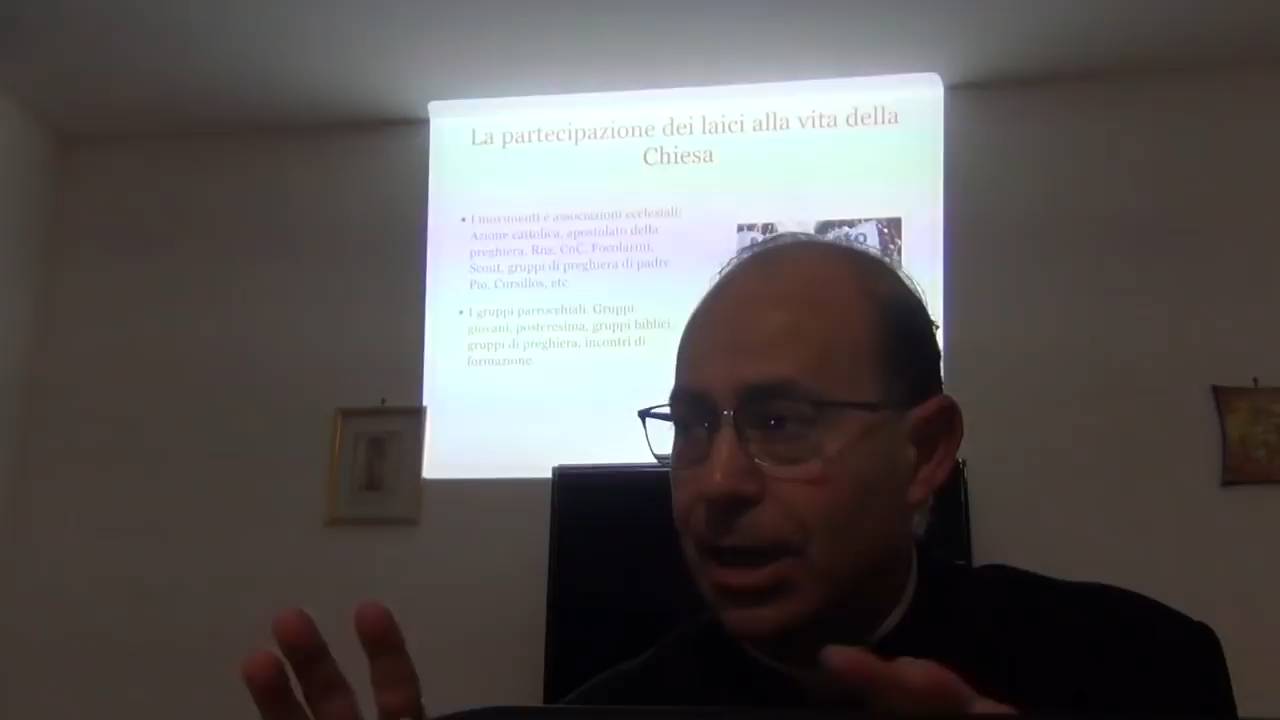 La partecipazione dei laici alla vita della
Chiesa
• I movimenti e associazioni ecclesiali:
Azione cattolica, apostolato della
preghiera, Rns, CnC, Focolarini,
Scout, gruppi di preghiera di padre
Pio, Cursillos, etc.
• I gruppi parrocchiali. Gruppi
giovani, postcresima, gruppi biblici,
gruppi di preghiera, incontri di
formazione.